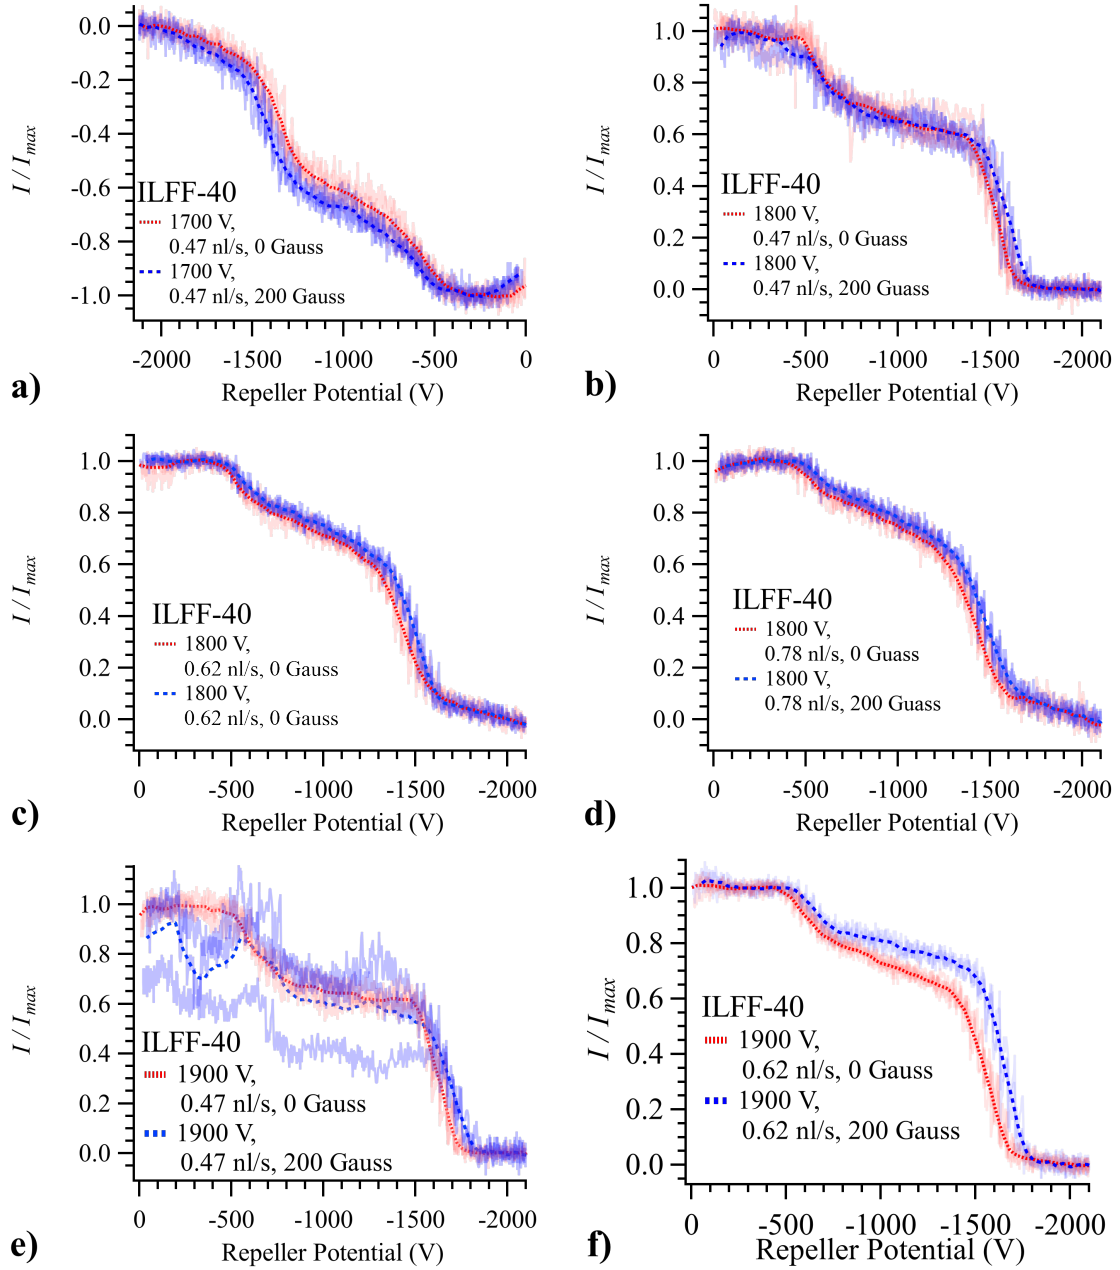 0.0
-0.2
-0.4
-0.6
-0.8
-1.0
I / Imax
ILFF-40
1700 V,
0.47 nl/s, 0 Gauss
1700 V,
0.47 nl/s, 200 Gauss
-2000 -1500 -1000 -500 0
Repeller Potential (V)
a)
1.0
0.8
0.6
0.4
0.2
0.0
I / Imax
ILFF-40
1800 V,
0.47 nl/s, 0 Guass
1800 V,
0.47 nl/s, 200 Guass
0 -500 -1000 -1500 -2000
Repeller Potential (V)
b)
1.0
0.8
0.6
0.4
0.2
0.0
I / Imax
ILFF-40
1800 V,
0.62 nl/s, 0 Gauss
1800 V,
0.62 nl/s, 0 Gauss
0 -500 -1000 -1500 -2000
Repeller Potential (V)
c)
1.0
0.8
0.6
0.4
0.2
0.0
I / Imax
ILFF-40
1800 V,
0.78 nl/s, 0 Guass
1800 V,
0.78 nl/s, 200 Guass
0 -500 -1000 -1500 -2000
Repeller Potential (V)
d)
1.0
0.8
0.6
0.4
0.2
0.0
I / Imax
ILFF-40
1900 V,
0.47 nl/s, 0 Gauss
1900 V,
0.47 nl/s, 200 Gauss
0 -500 -1000 -1500 -2000
Repeller Potential (V)
e)
1.0
0.8
0.6
0.4
0.2
0.0
I / Imax
ILFF-40
1900 V,
0.62 nl/s, 0 Gauss
1900 V,
0.62 nl/s, 200 Gauss
0 -500 -1000 -1500 -2000
Repeller Potential (V)
f)